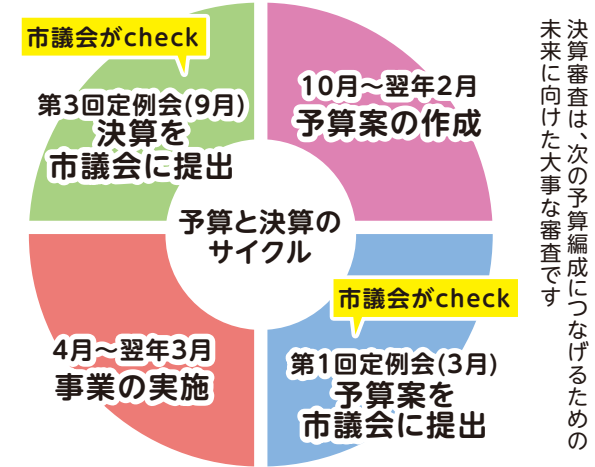 市議会がcheck
第3回定例会(9月)
決算を
市議会に提出
10月～翌年2月
予算案の作成
予算と決算の
サイクル
市議会がcheck
第1回定例会(3月)
予算案を
市議会に提出
4月～翌年3月
事業の実施
決算審査は、次の予算編成につなげるための
未来に向けた大事な審査です